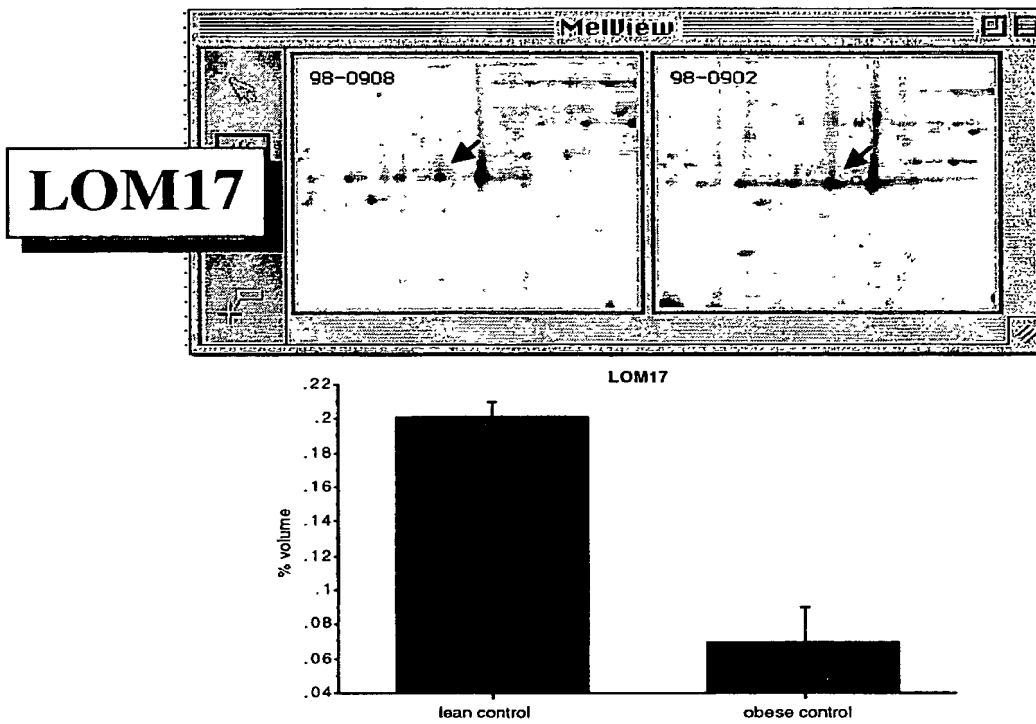 MelView
98-0908
98-0902
LOM17
LOM17
.22
.2
.18
.16
.14
.12
.1
.08
.06
.04
% volume
lean control
obese control